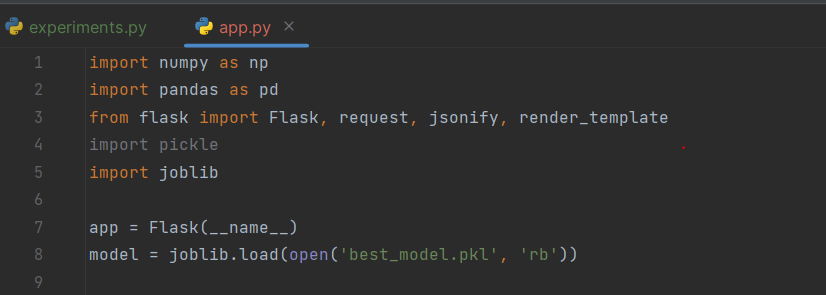 experiments.py app.py
1 import numpy as np
2 import pandas as pd
3 from flask import Flask, request, jsonify, render_template
4 import pickle
5 import joblib
6
7 app = Flask(__name__)
8 model = joblib.load(open('best_model.pkl', 'rb'))
9